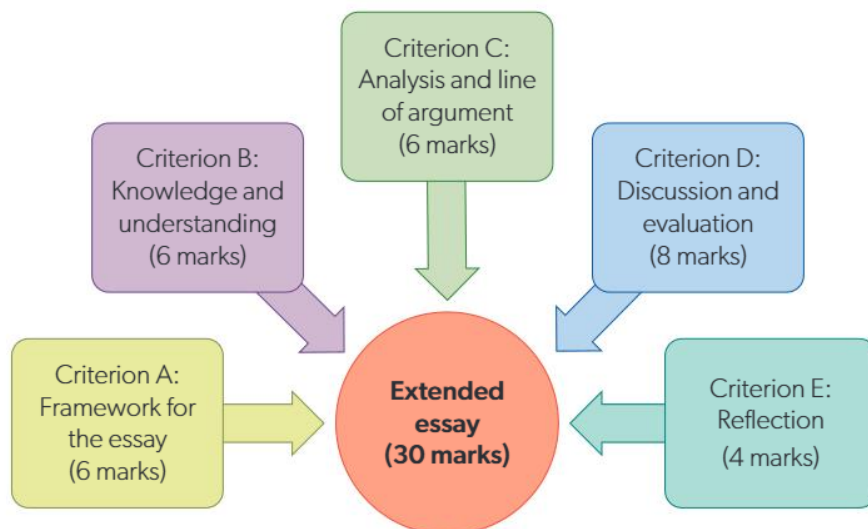 Criterion A:
Framework for
the essay
(6 marks)
Criterion B:
Knowledge and
understanding
(6 marks)
Criterion C:
Analysis and line
of argument
(6 marks)
Criterion D:
Discussion and
evaluation
(8 marks)
Criterion E:
Reflection
(4 marks)
Extended
essay
(30 marks)